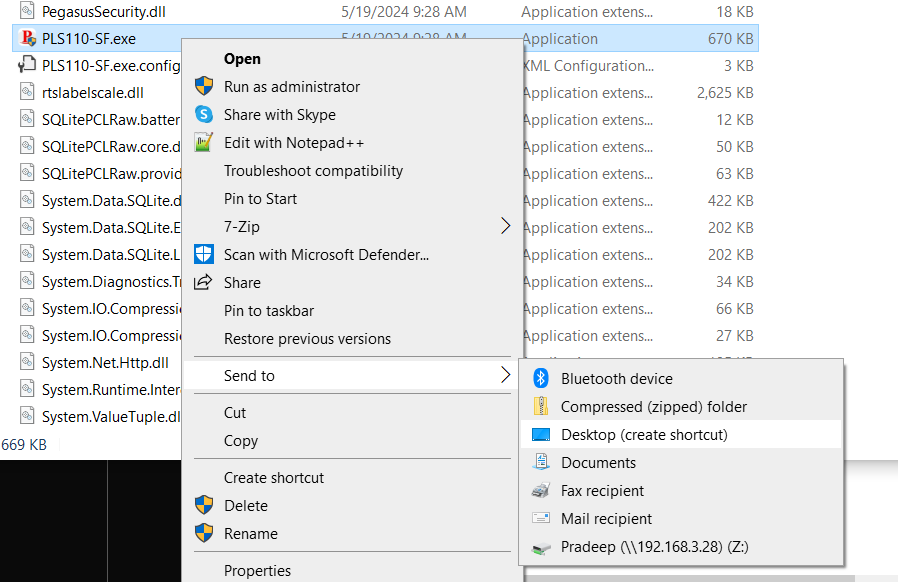 PegasusSecurity.dll 5/19/2024 9:28 AM Application extens... 18 KB
PLS110-SF.exe 5/19/2024 9:28 AM Application 670 KB
PLS110-SF.exe.config XML Configuration... 3 KB
rtslabelscale.dll Application extens... 2,625 KB
SQLitePCLRaw.batter Application extens... 12 KB
SQLitePCLRaw.core.d Application extens... 50 KB
SQLitePCLRaw.provid Application extens... 63 KB
System.Data.SQLite.d Application extens... 422 KB
System.Data.SQLite.E Application extens... 202 KB
System.Data.SQLite.L Application extens... 202 KB
System.Diagnostics.Tr Application extens... 34 KB
System.IO.Compressio Application extens... 66 KB
System.IO.Compressio Application extens... 27 KB
System.Net.Http.dll
System.Runtime.Inter
System.ValueTuple.dl
669 KB
Open
Run as administrator
Share with Skype
Edit with Notepad++
Troubleshoot compatibility
Pin to Start
7-Zip
Scan with Microsoft Defender...
Share
Pin to taskbar
Restore previous versions
Send to
Cut
Copy
Create shortcut
Delete
Rename
Properties
Bluetooth device
Compressed (zipped) folder
Desktop (create shortcut)
Documents
Fax recipient
Mail recipient
Pradeep (\\192.168.3.28) (Z:)